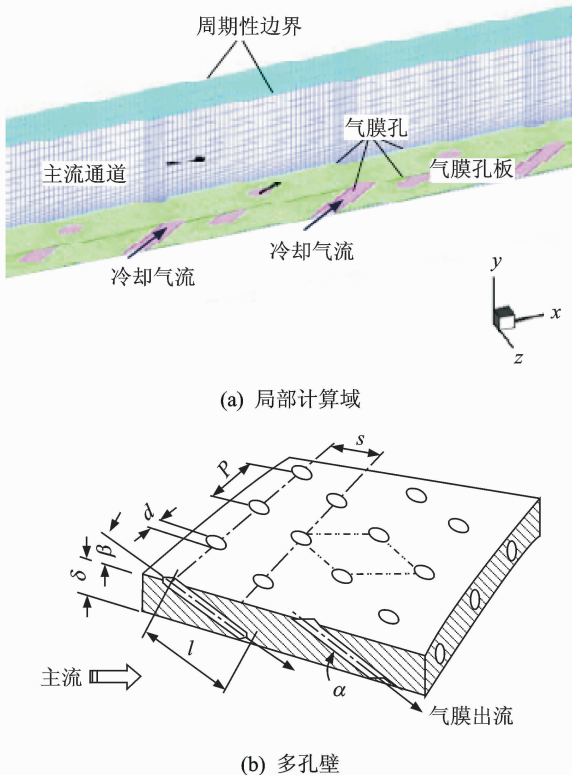 周期性边界
气膜孔
主流通道
气膜孔板
冷却气流
冷却气流
y
x
z
(a) 局部计算域
s
p
d
β
δ
l
主流
α
气膜出流
(b) 多孔壁